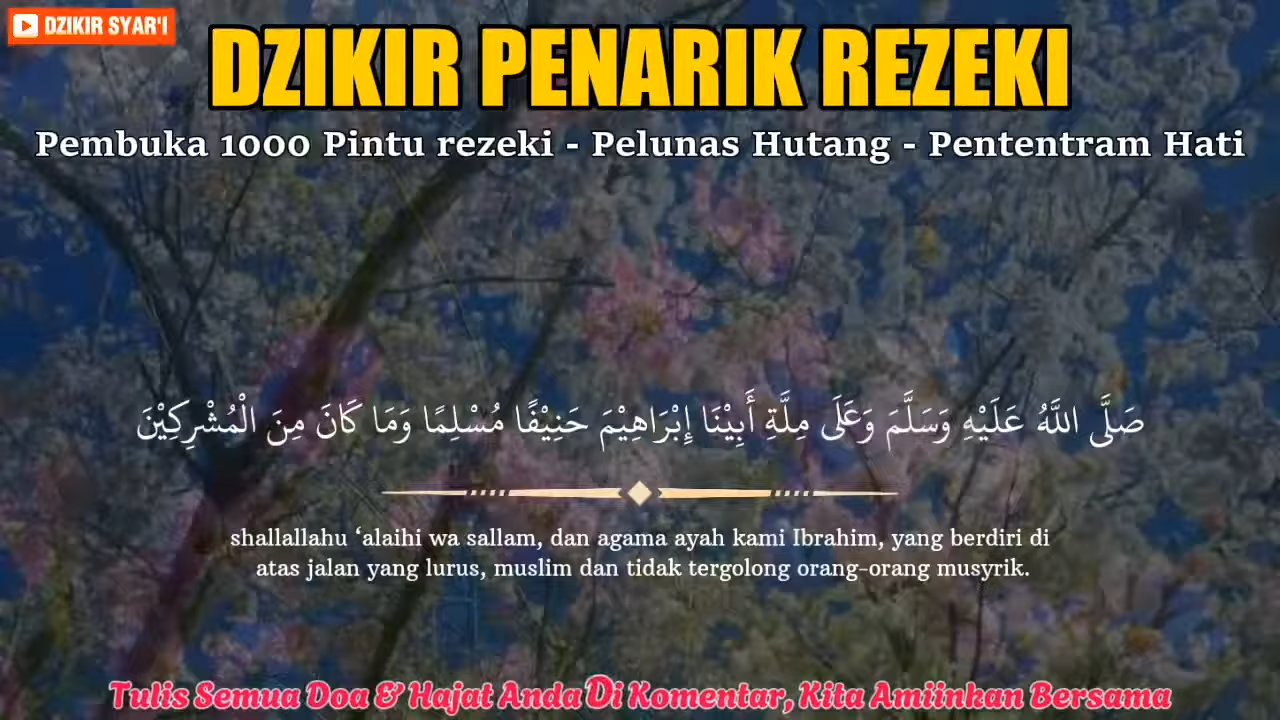 DZIKIR SYAR'I
DZIKIR PENARIK REZEKI
Pembuka 1000 Pintu rezeki - Pelunas Hutang - Pententram Hati
صَلَّى اللَّهُ عَلَيْهِ وَسَلَّمَ وَعَلَى مِلَّةِ أَبِيْنَا إِبْرَاهِيْمَ حَنِيْفًا مُسْلِمًا وَمَا كَانَ مِنَ الْمُشْرِكِيْنَ
shallallahu ‘alaihi wa sallam, dan agama ayah kami Ibrahim, yang berdiri di
atas jalan yang lurus, muslim dan tidak tergolong orang-orang musyrik.
Tulis Semua Doa & Hajat Anda Di Komentar, Kita Amiinkan Bersama